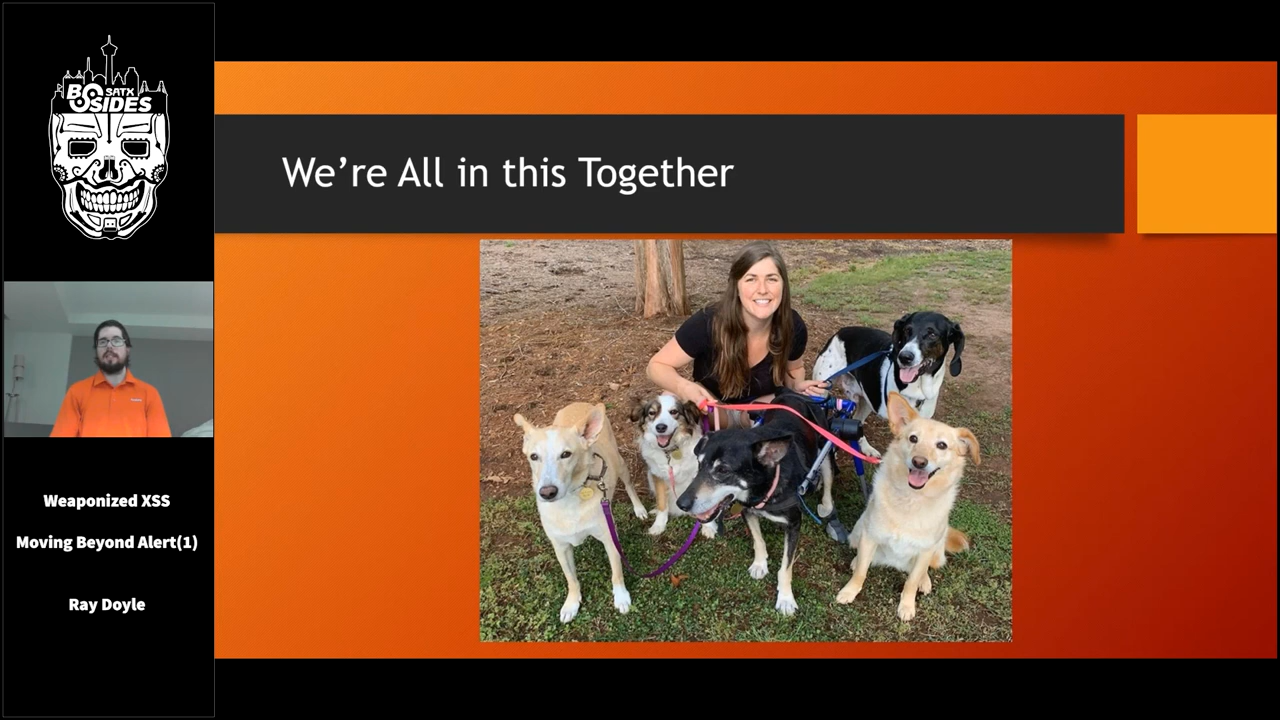 BSIDES
SATX
Weaponized XSS
Moving Beyond Alert(1)
Ray Doyle
We’re All in this Together